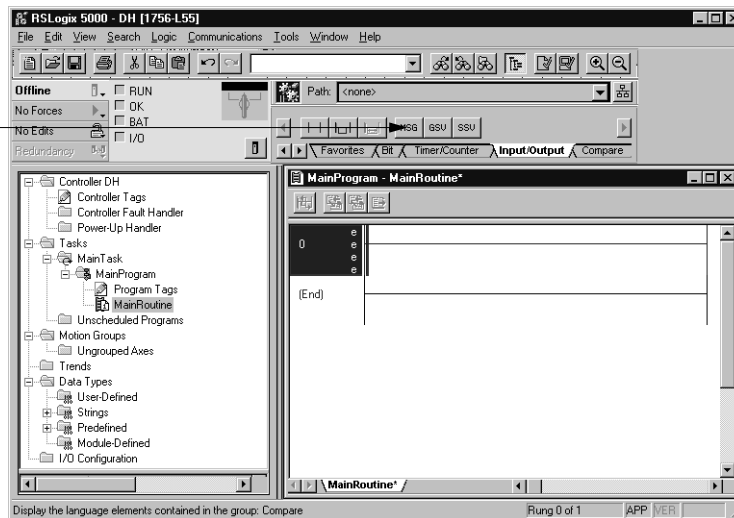 RSLogix 5000 - DH [1756-L55]
File Edit View Search Logic Communications Tools Window Help
Offline
RUN
No Forces
OK
No Edits
BAT
Redundancy
I/O
Path: <none>
MSG GSV SSV
Favorites Bit Timer/Counter Input/Output Compare
Controller DH
Controller Tags
Controller Fault Handler
Power-Up Handler
Tasks
MainTask
MainProgram
Program Tags
MainRoutine
Unscheduled Programs
Motion Groups
Ungrouped Axes
Trends
Data Types
User-Defined
Strings
Predefined
Module-Defined
I/O Configuration
MainProgram - MainRoutine*
0
e
e
e
e
(End)
MainRoutine*
Display the language elements contained in the group: Compare
Rung 0 of 1
APP VER